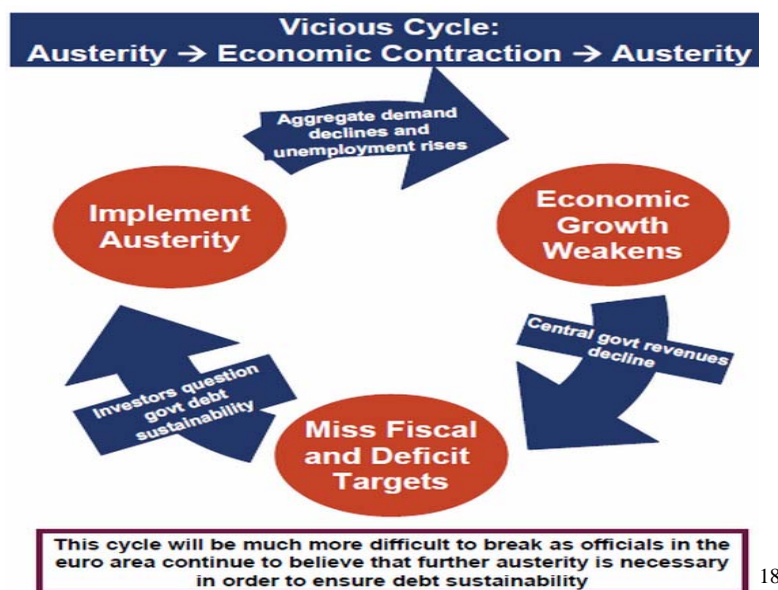 Vicious Cycle:
Austerity → Economic Contraction → Austerity
Aggregate demand
declines and
unemployment rises
Implement
Austerity
Economic
Growth
Weakens
Central govt revenues
decline
Investors question
govt debt
sustainability
Miss Fiscal
and Deficit
Targets
This cycle will be much more difficult to break as officials in the
euro area continue to believe that further austerity is necessary
in order to ensure debt sustainability
18